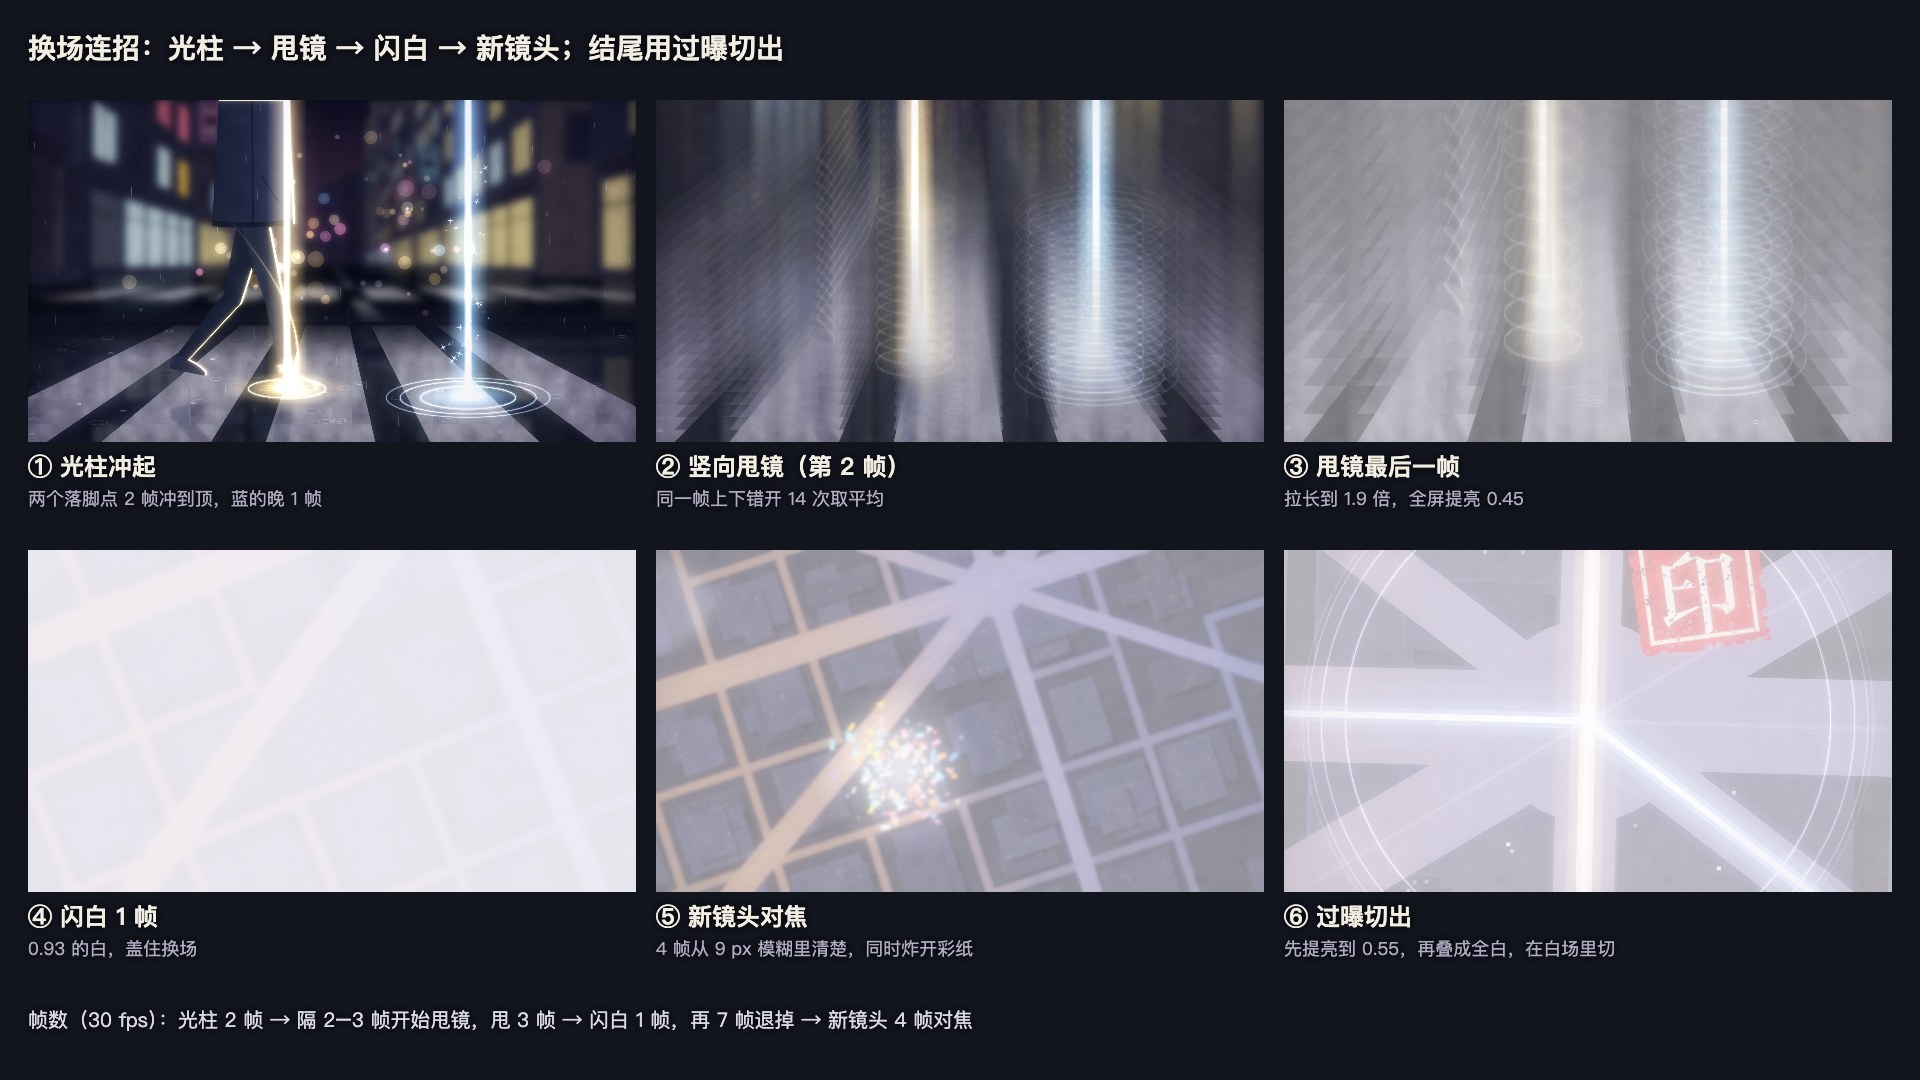 换场连招：光柱 → 甩镜 → 闪白 → 新镜头；结尾用过曝切出
① 光柱冲起
两个落脚点 2 帧冲到顶，蓝的晚 1 帧
② 竖向甩镜（第 2 帧）
同一帧上下错开 14 次取平均
③ 甩镜最后一帧
拉长到 1.9 倍，全屏提亮 0.45
④ 闪白 1 帧
0.93 的白，盖住换场
⑤ 新镜头对焦
4 帧从 9 px 模糊里清楚，同时炸开彩纸
印
⑥ 过曝切出
先提亮到 0.55，再叠成全白，在白场里切
帧数（30 fps）：光柱 2 帧 → 隔 2–3 帧开始甩镜，甩 3 帧 → 闪白 1 帧，再 7 帧退掉 → 新镜头 4 帧对焦